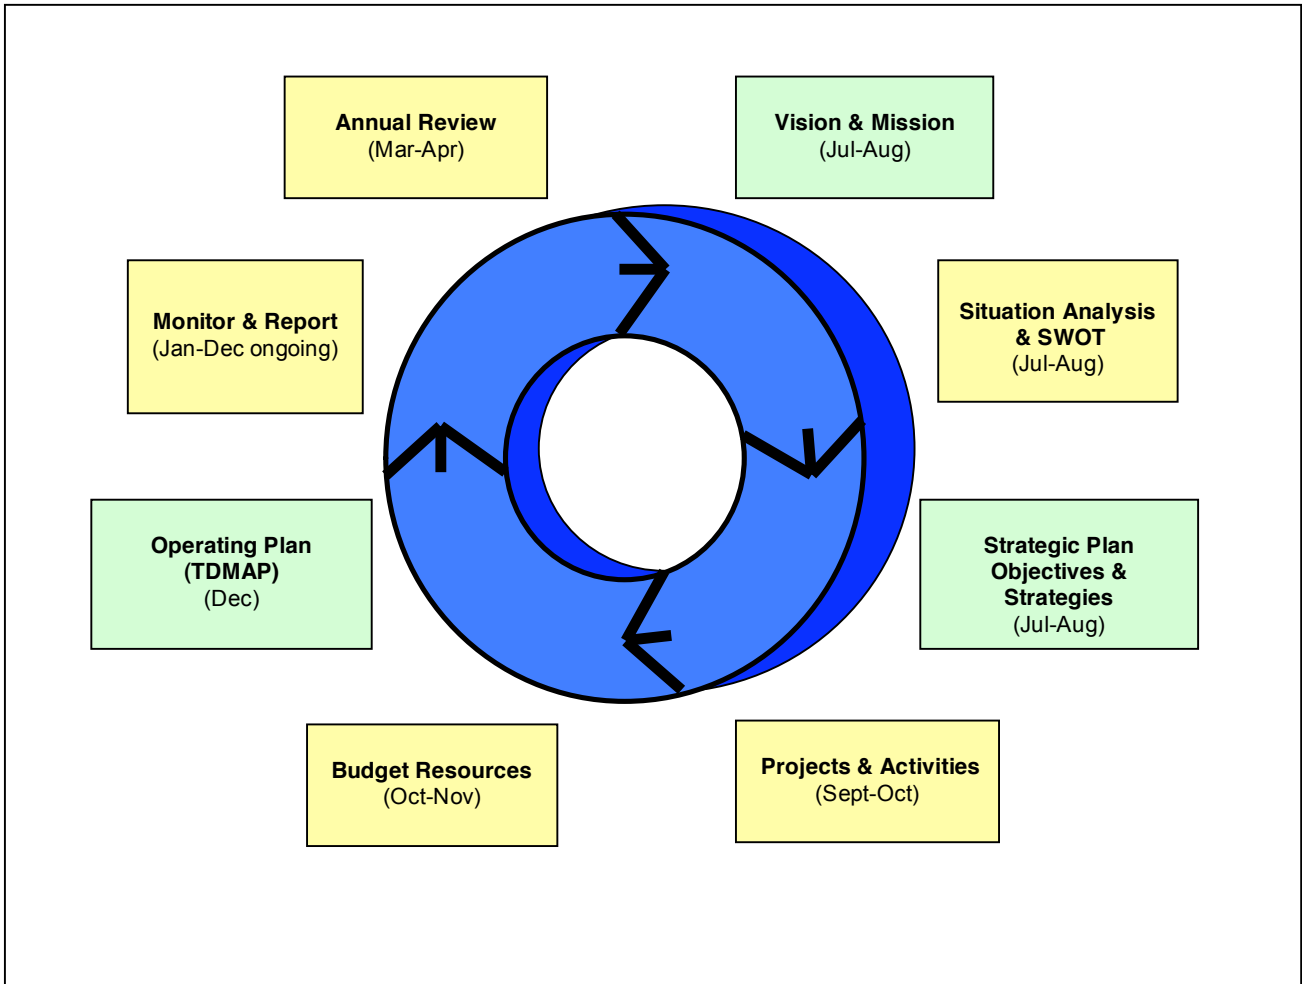 Annual Review
(Mar-Apr)
Vision & Mission
(Jul-Aug)
Monitor & Report
(Jan-Dec ongoing)
Situation Analysis
& SWOT
(Jul-Aug)
Operating Plan
(TDMAP)
(Dec)
Strategic Plan
Objectives &
Strategies
(Jul-Aug)
Budget Resources
(Oct-Nov)
Projects & Activities
(Sept-Oct)